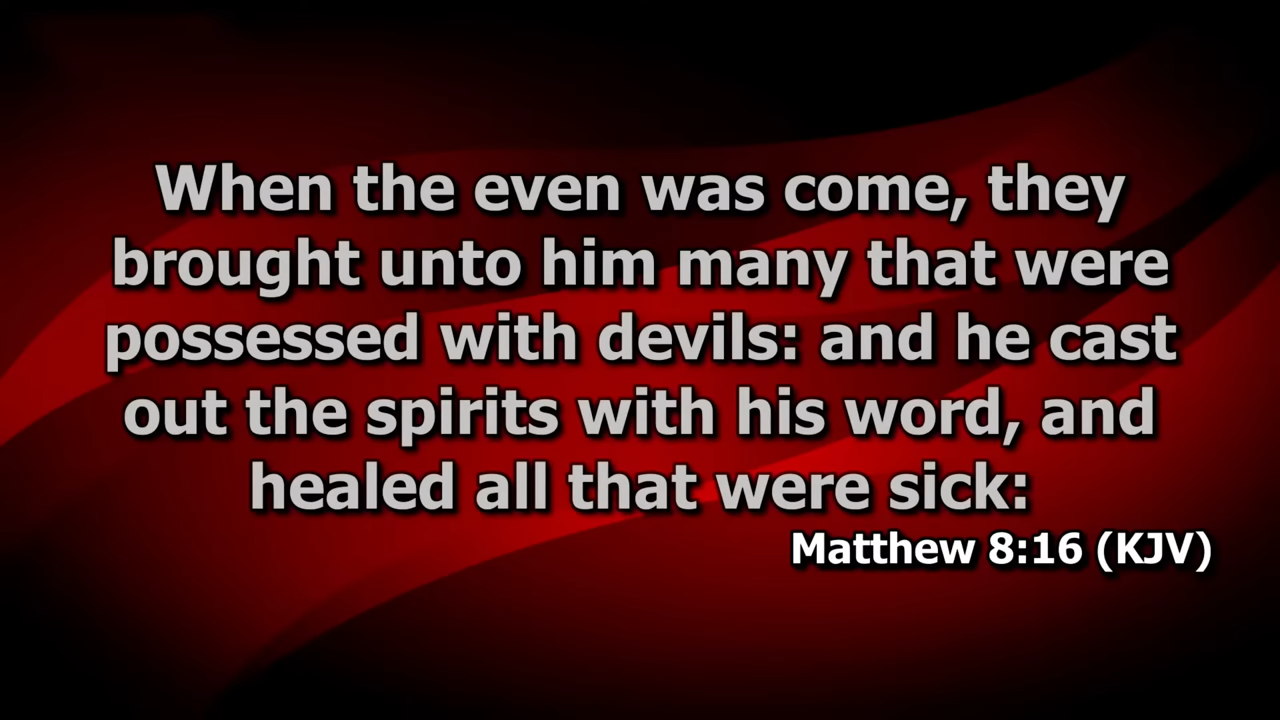 When the even was come, they
brought unto him many that were
possessed with devils: and he cast
out the spirits with his word, and
healed all that were sick:
Matthew 8:16 (KJV)